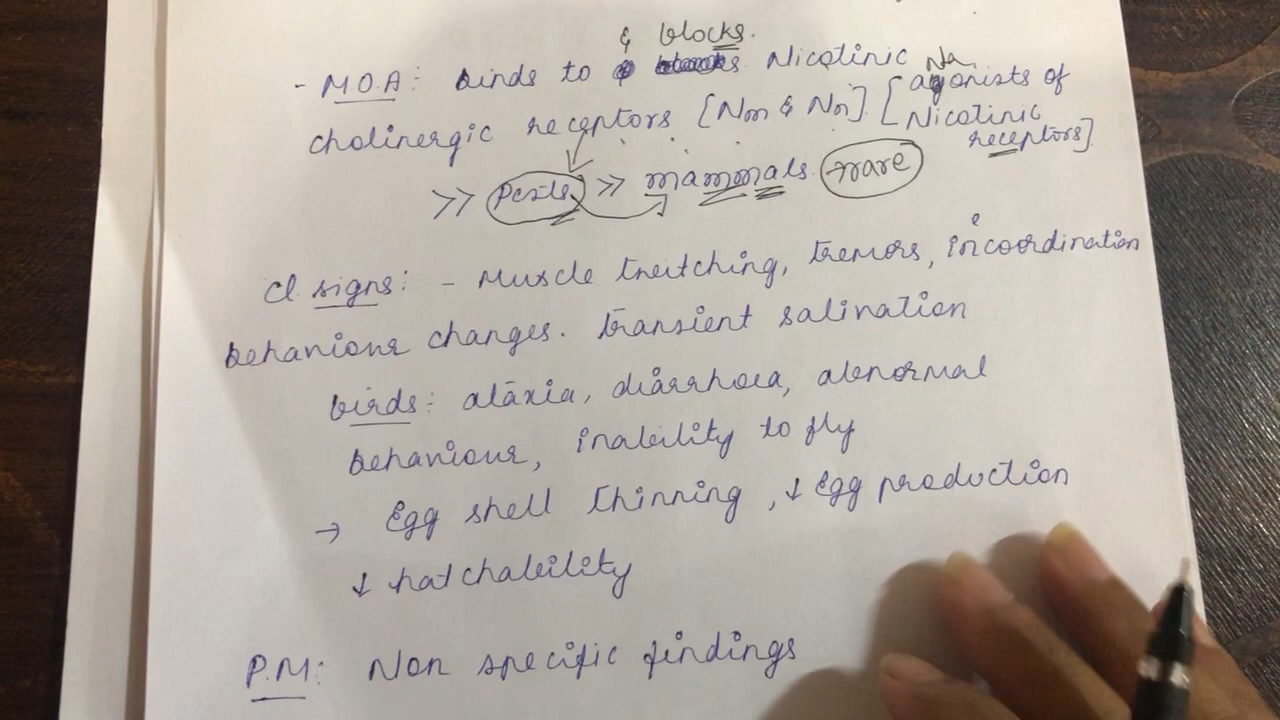 & blocks.
- M.O.A: binds to Nicotinic
cholinergic receptors [Nm & Nn] [agonists of
Nicotinic
receptors]
>> Pests >> mammals → rare
Cl. signs: - Muscle twitching, tremors, incoordination
behaviour changes. transient salivation
birds: ataxia, diarrhoea, abnormal
behaviour, inability to fly
→ Egg shell thinning, ↓ Egg production
↓ hatchability
P.M: Non specific findings